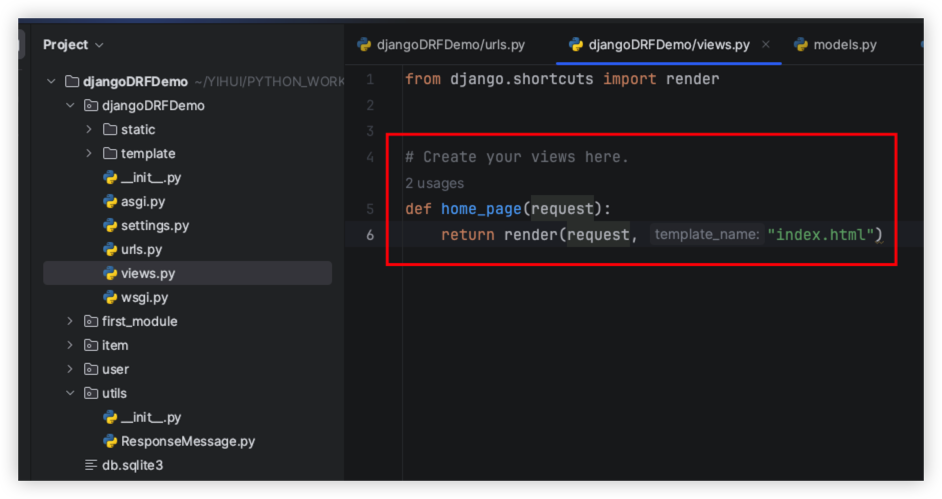 Project
djangoDRFDemo/urls.py
djangoDRFDemo/views.py
models.py
djangoDRFDemo ~/YIHUI/PYTHON_WORK
djangoDRFDemo
static
template
__init__.py
asgi.py
settings.py
urls.py
views.py
wsgi.py
first_module
item
user
utils
__init__.py
ResponseMessage.py
db.sqlite3
1 from django.shortcuts import render
2
3
4 # Create your views here.
2 usages
5 def home_page(request):
6 return render(request, template_name: "index.html")